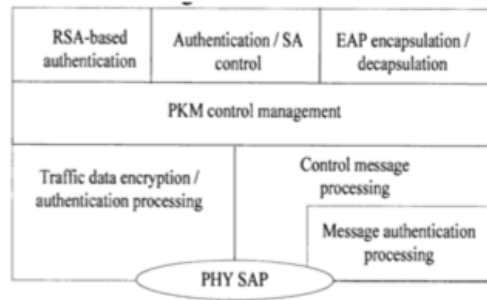 RSA-based
authentication
Authentication / SA
control
EAP encapsulation /
decapsulation
PKM control management
Traffic data encryption /
authentication processing
Control message
processing
Message authentication
processing
PHY SAP